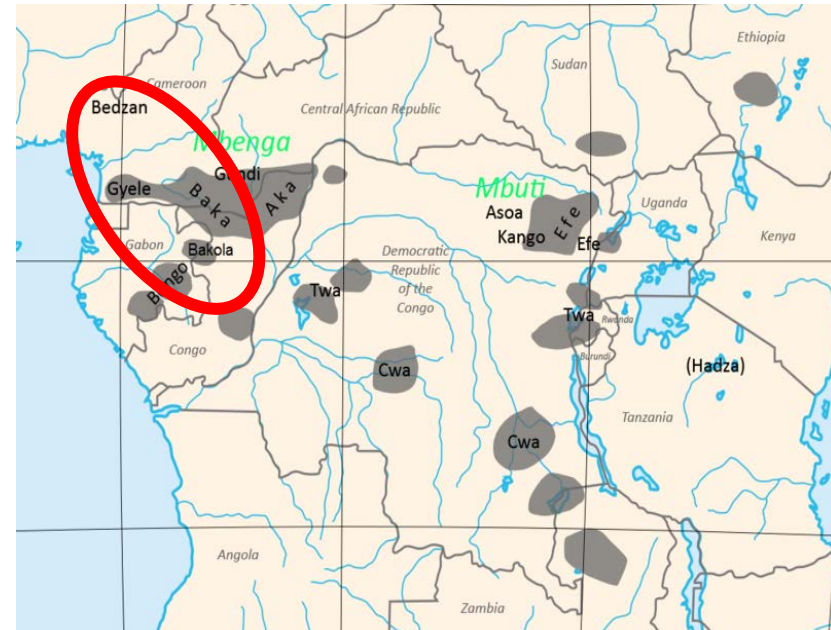 Ethiopia
Sudan
Cameroon
Bedzan
Central African Republic
Mbenga
Gundi
Mbuti
Gyele
Baka
Aka
Asoa
Efe
Uganda
Kango
Efe
Kenya
Gabon
Bakola
Democratic
Republic
of the
Congo
Bongo
Twa
Twa
Rwanda
Congo
Burundi
Cwa
(Hadza)
Tanzania
Cwa
Angola
Zambia